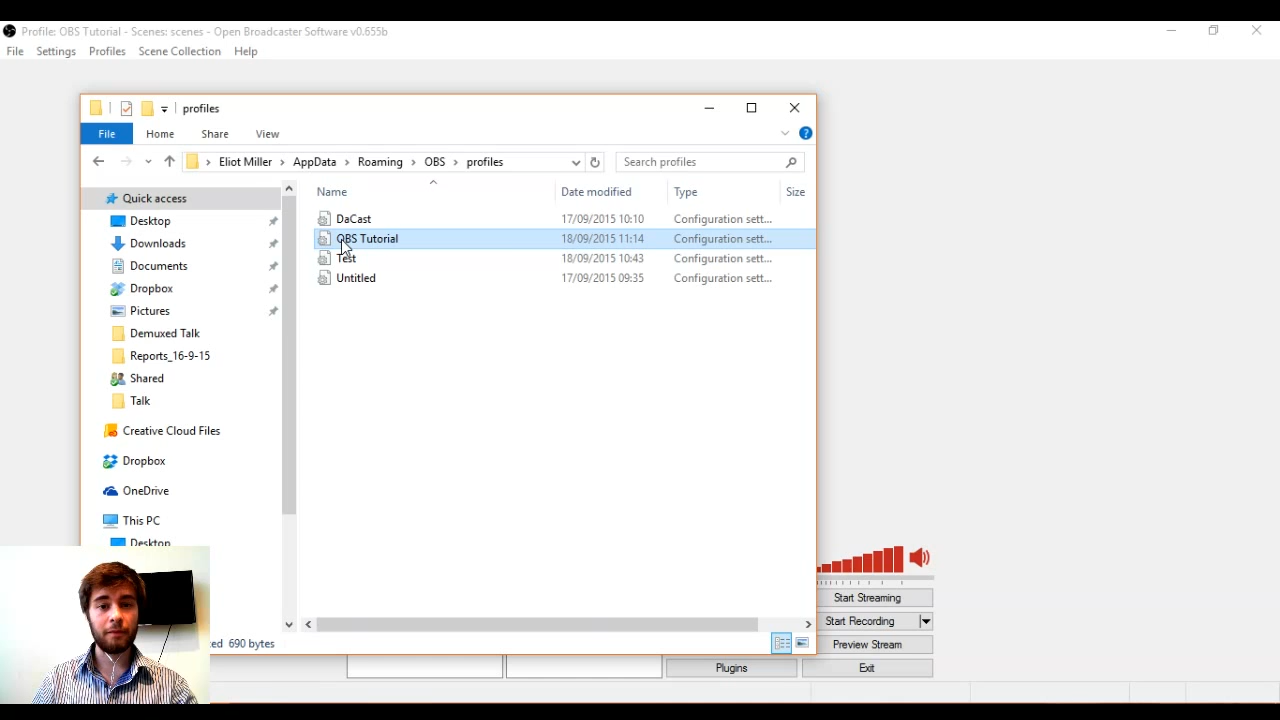 Profile: OBS Tutorial - Scenes: scenes - Open Broadcaster Software v0.655b
File Settings Profiles Scene Collection Help
profiles
File Home Share View
Eliot Miller AppData Roaming OBS profiles Search profiles
Name Date modified Type Size
Quick access
Desktop
Downloads
Documents
Dropbox
Pictures
Demuxed Talk
Reports_16-9-15
Shared
Talk
Creative Cloud Files
Dropbox
OneDrive
This PC
Desktop
DaCast 17/09/2015 10:10 Configuration sett...
OBS Tutorial 18/09/2015 11:14 Configuration sett...
Test 18/09/2015 10:43 Configuration sett...
Untitled 17/09/2015 09:35 Configuration sett...
690 bytes
Start Streaming
Start Recording
Preview Stream
Plugins Exit